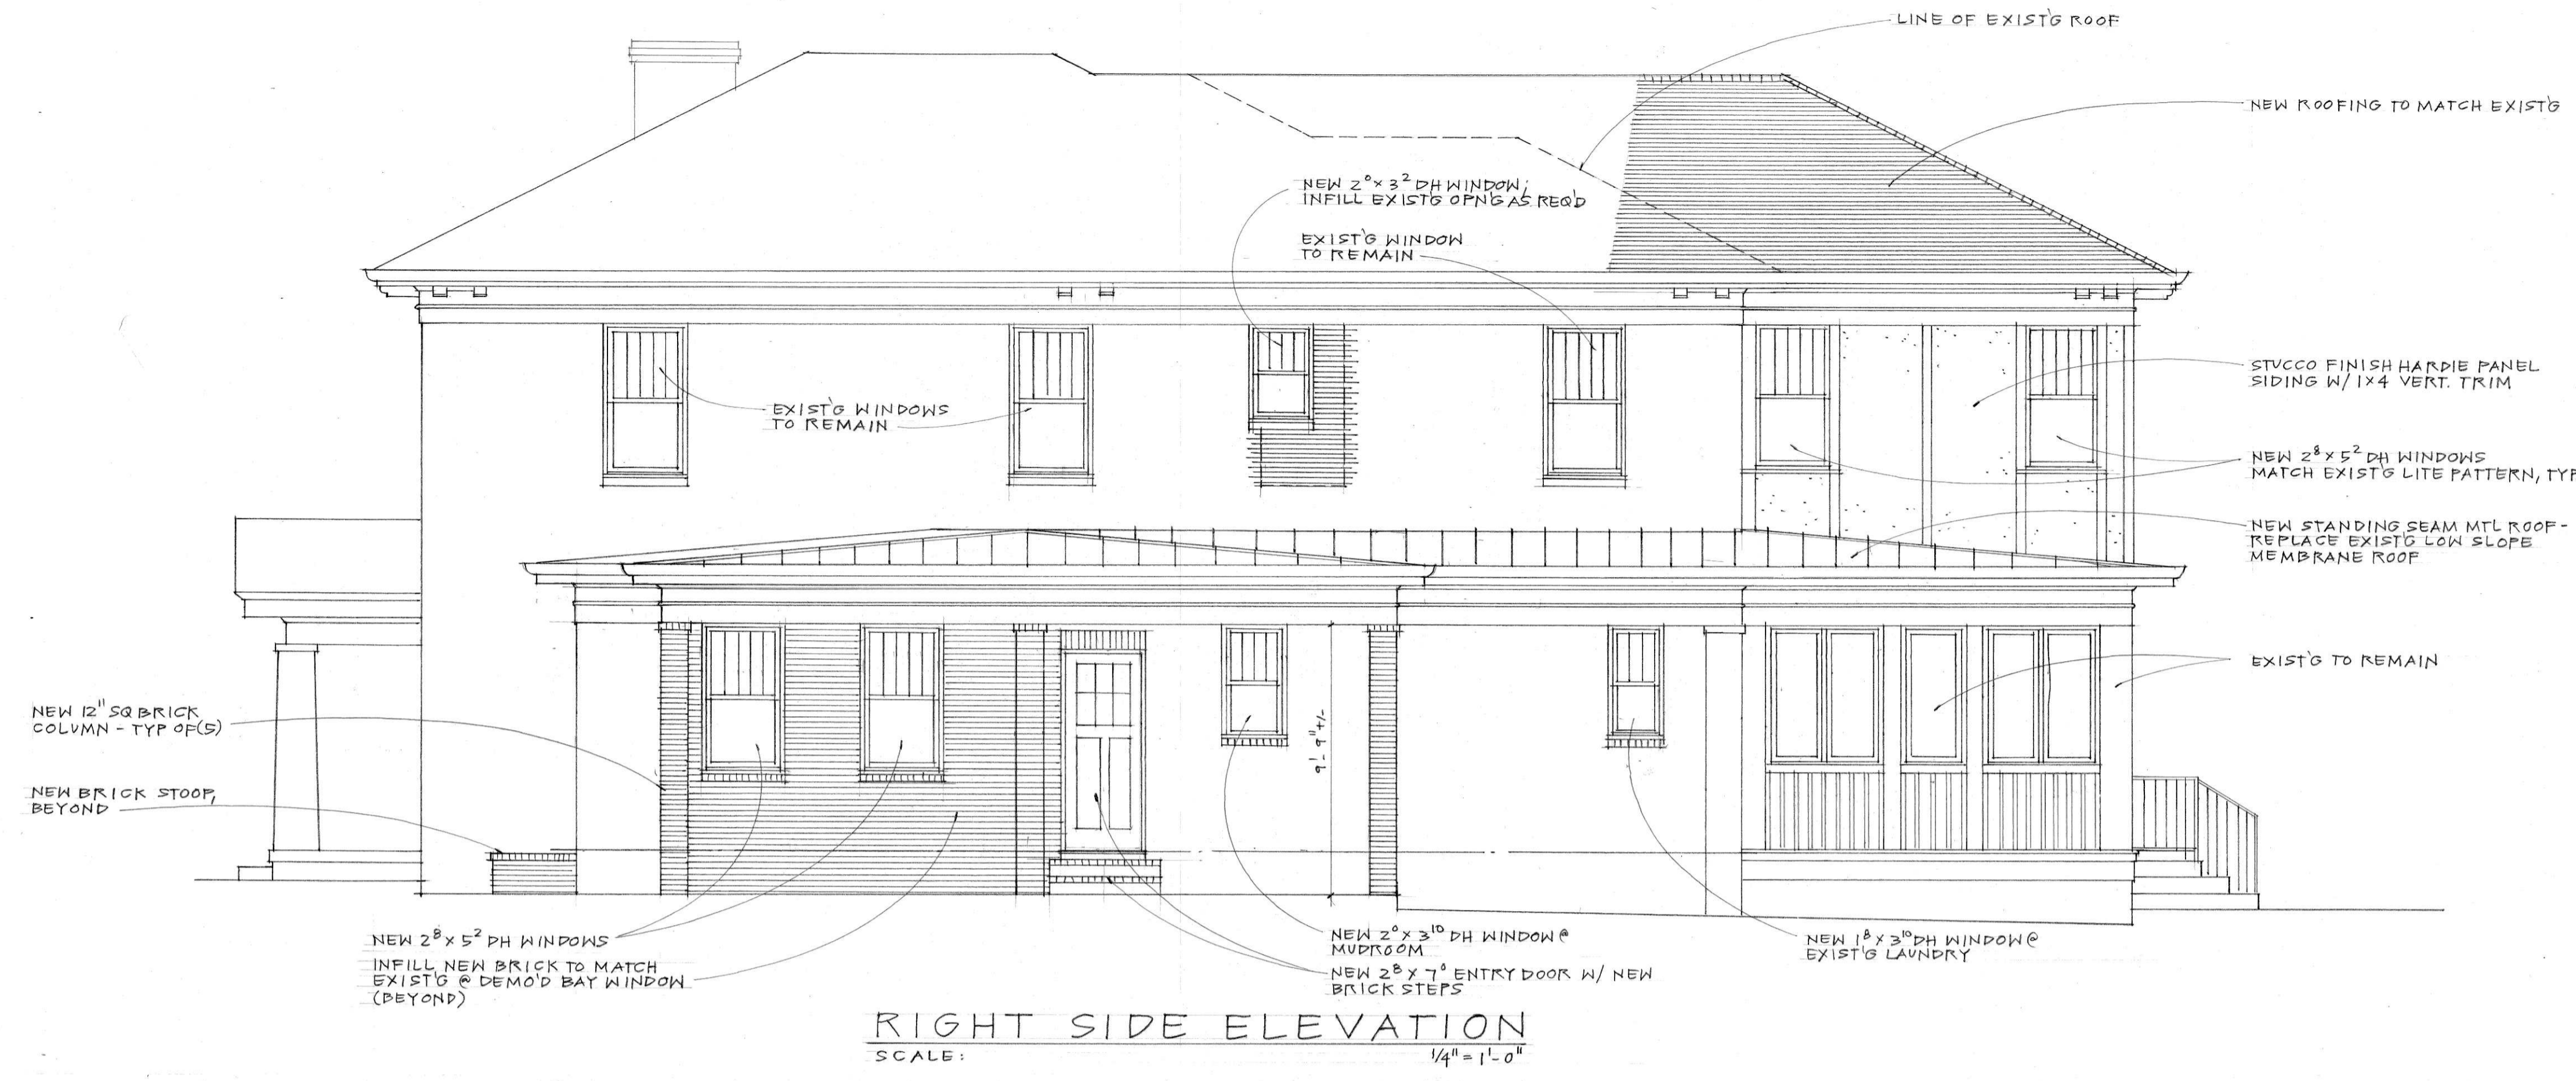 LINE OF EXIST'G ROOF
NEW ROOFING TO MATCH EXIST'G
NEW 2⁰ x 3² DH WINDOW;
INFILL EXIST'G OPN'G AS REQ'D
EXIST'G WINDOW
TO REMAIN
EXIST'G WINDOWS
TO REMAIN
STUCCO FINISH HARDIE PANEL
SIDING W/ 1x4 VERT. TRIM
NEW 2⁸ x 5² DH WINDOWS
MATCH EXIST'G LITE PATTERN, TYP
NEW STANDING SEAM MTL ROOF -
REPLACE EXIST'G LOW SLOPE
MEMBRANE ROOF
EXIST'G TO REMAIN
NEW 12" SQ BRICK
COLUMN - TYP OF (5)
NEW BRICK STOOP,
BEYOND
9'-9" +/-
NEW 2⁸ x 5² DH WINDOWS
INFILL NEW BRICK TO MATCH
EXIST'G @ DEMO'D BAY WINDOW
(BEYOND)
NEW 2⁰ x 3¹⁰ DH WINDOW @
MUDROOM
NEW 2⁸ x 7⁰ ENTRY DOOR W/ NEW
BRICK STEPS
NEW 1⁸ x 3¹⁰ DH WINDOW @
EXIST'G LAUNDRY
RIGHT SIDE ELEVATION
SCALE: 1/4" = 1'-0"